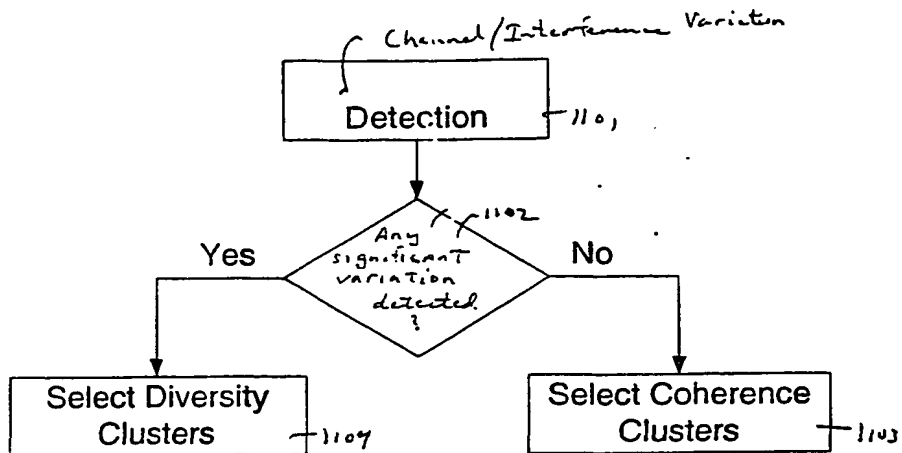 Channel/Interference Variation
Detection
1101
1102
Any
significant
variation
detected
?
Yes
No
Select Diversity
Clusters
1104
Select Coherence
Clusters
1103